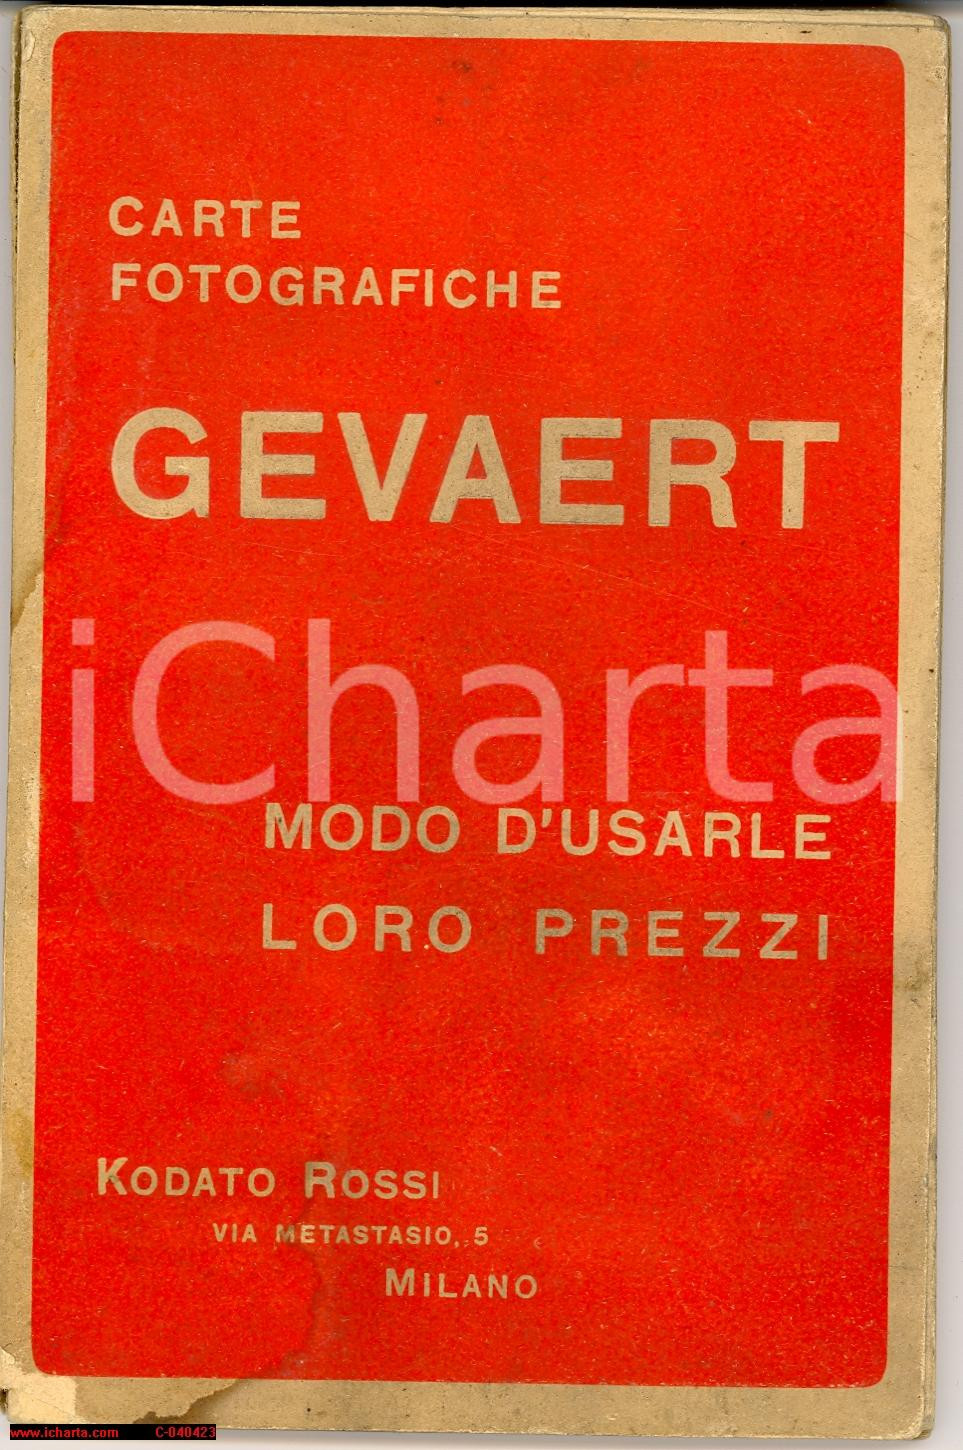 CARTE
FOTOGRAFICHE
GEVAERT
iCharta
MODO D'USARLE
LORO PREZZI
KODATO ROSSI
VIA METASTASIO, 5
MILANO
www.icharta.com C-040423